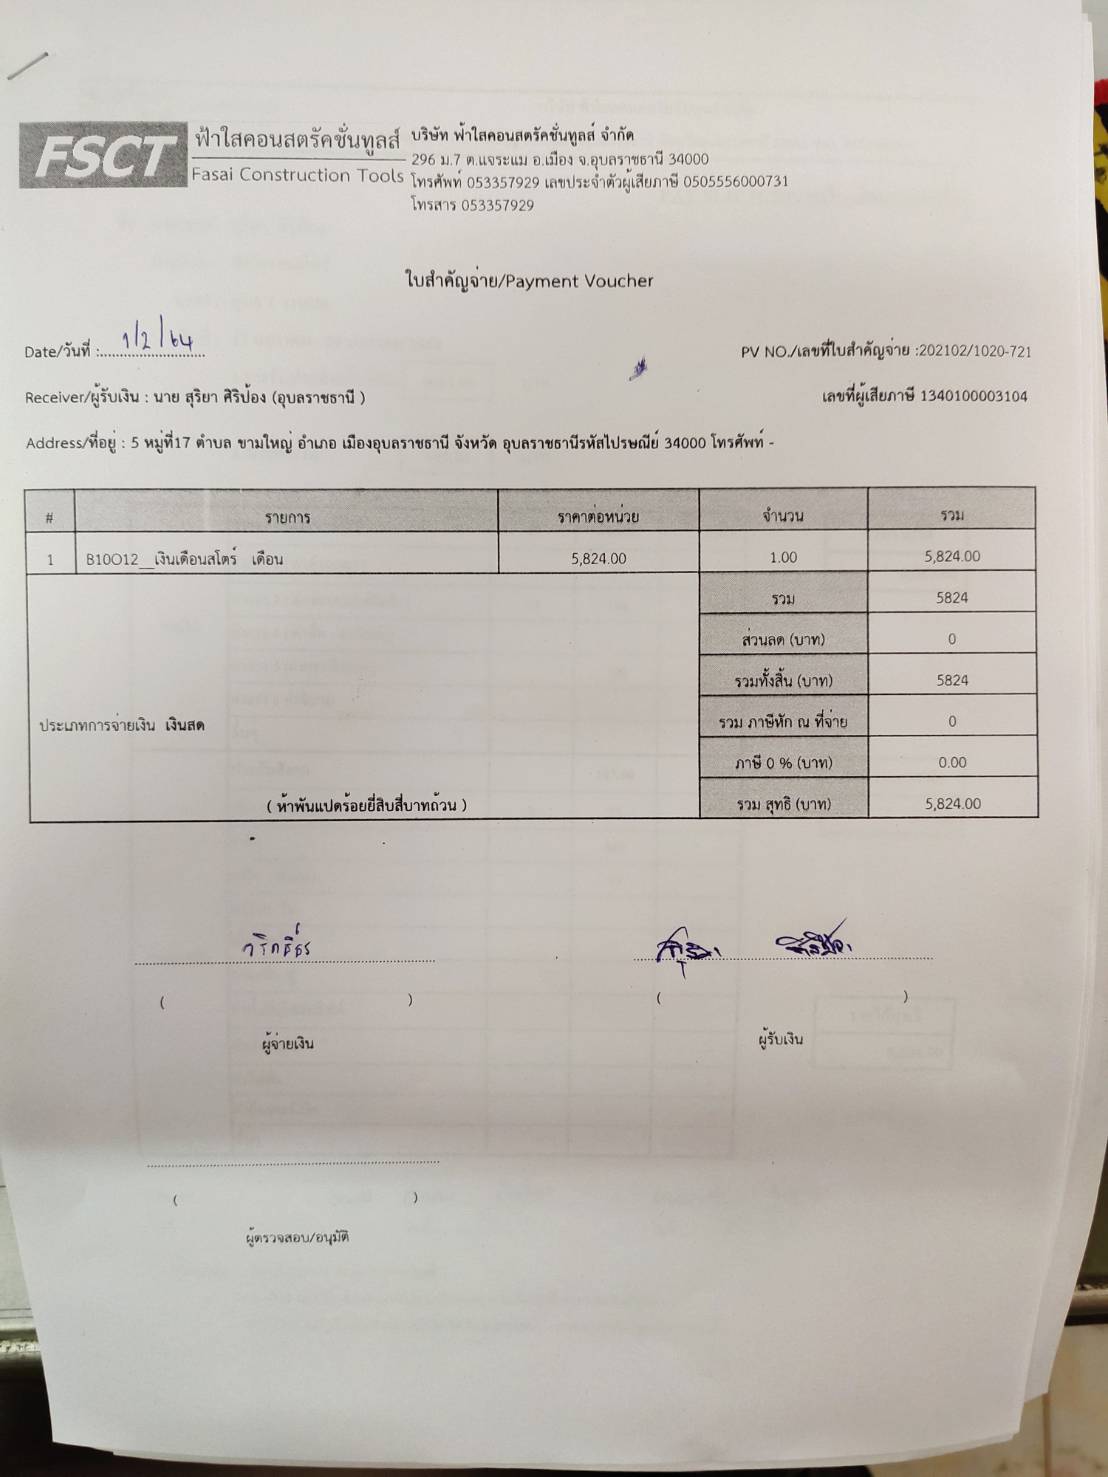 FSCT
ฟ้าใสคอนสตรัคชั่นทูลส์
Fasai Construction Tools
บริษัท ฟ้าใสคอนสตรัคชั่นทูลส์ จำกัด
296 ม.7 ต.แจระแม อ.เมือง จ.อุบลราชธานี 34000
โทรศัพท์ 053357929 เลขประจำตัวผู้เสียภาษี 0505556000731
โทรสาร 053357929
ใบสำคัญจ่าย/Payment Voucher
Date/วันที่ : 1/2/64
PV NO./เลขที่ใบสำคัญจ่าย :202102/1020-721
Receiver/ผู้รับเงิน : นาย สุริยา ศิริป้อง (อุบลราชธานี )
เลขที่ผู้เสียภาษี 1340100003104
Address/ที่อยู่ : 5 หมู่ที่17 ตำบล ขามใหญ่ อำเภอ เมืองอุบลราชธานี จังหวัด อุบลราชธานีรหัสไปรษณีย์ 34000 โทรศัพท์ -
# รายการ ราคาต่อหน่วย จำนวน รวม
1 B10O12__เงินเดือนสโตร์ เดือน 5,824.00 1.00 5,824.00
รวม 5824
ส่วนลด (บาท) 0
รวมทั้งสิ้น (บาท) 5824
ประเภทการจ่ายเงิน เงินสด
รวม ภาษีหัก ณ ที่จ่าย 0
ภาษี 0 % (บาท) 0.00
( ห้าพันแปดร้อยยี่สิบสี่บาทถ้วน )
รวม สุทธิ (บาท) 5,824.00
( )
( )
ผู้จ่ายเงิน
ผู้รับเงิน
( )
ผู้ตรวจสอบ/อนุมัติ